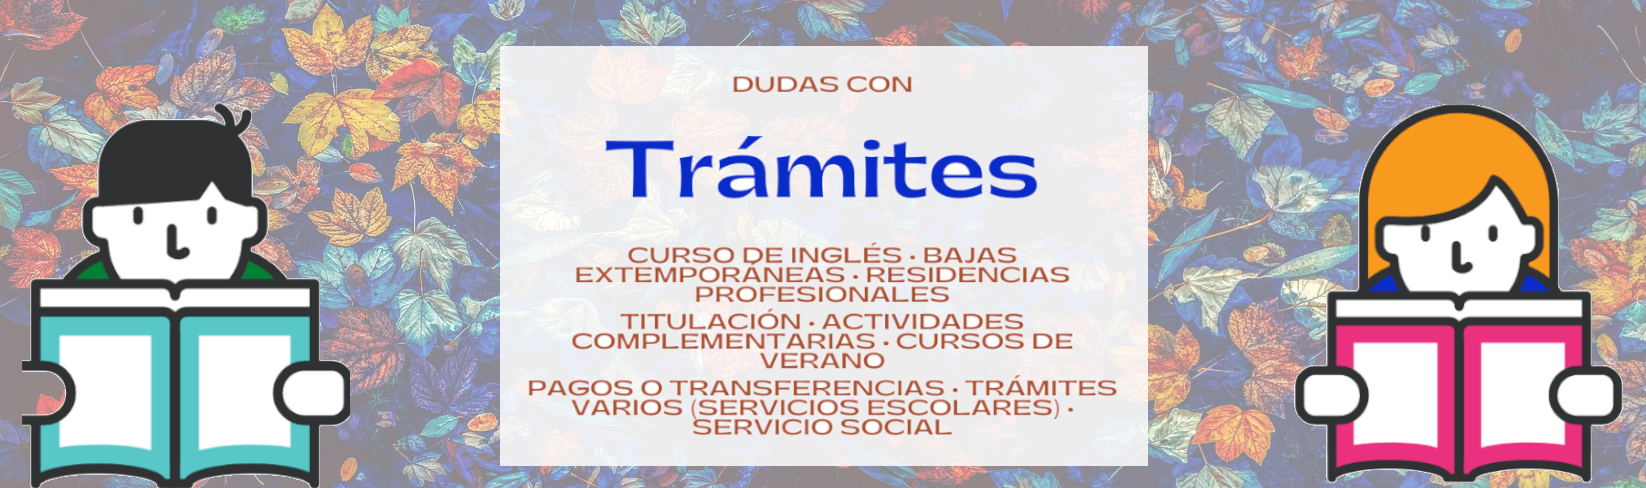 DUDAS CON
Trámites
CURSO DE INGLÉS • BAJAS
EXTEMPORÁNEAS • RESIDENCIAS
PROFESIONALES
TITULACIÓN • ACTIVIDADES
COMPLEMENTARIAS • CURSOS DE
VERANO
PAGOS O TRANSFERENCIAS • TRÁMITES
VARIOS (SERVICIOS ESCOLARES) •
SERVICIO SOCIAL